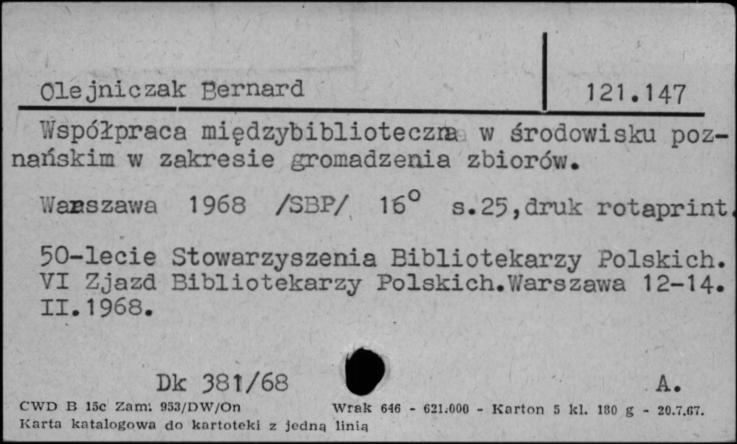 Olejniczak Bernard 121.147
Współpraca międzybiblioteczna w środowisku poz-
nańskim w zakresie gromadzenia zbiorów.
Warszawa 1968 /SBP/ 16° s.25,druk rotaprint.
50-lecie Stowarzyszenia Bibliotekarzy Polskich.
VI Zjazd Bibliotekarzy Polskich.Warszawa 12-14.
II.1968.
Dk 381/68 A.
CWD B 15c Zam: 953/DW/On Wrak 646 - 621.000 - Karton 5 kl. 180 g - 20.7.67.
Karta katalogowa do kartoteki z jedną linią